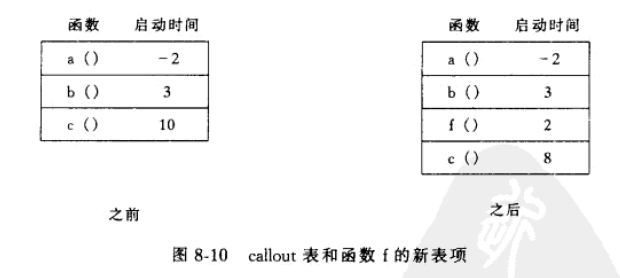 函数 启动时间
a () -2
b () 3
c () 10
之前
函数 启动时间
a () -2
b () 3
f () 2
c () 8
之后
图 8-10 callout 表和函数 f 的新表项